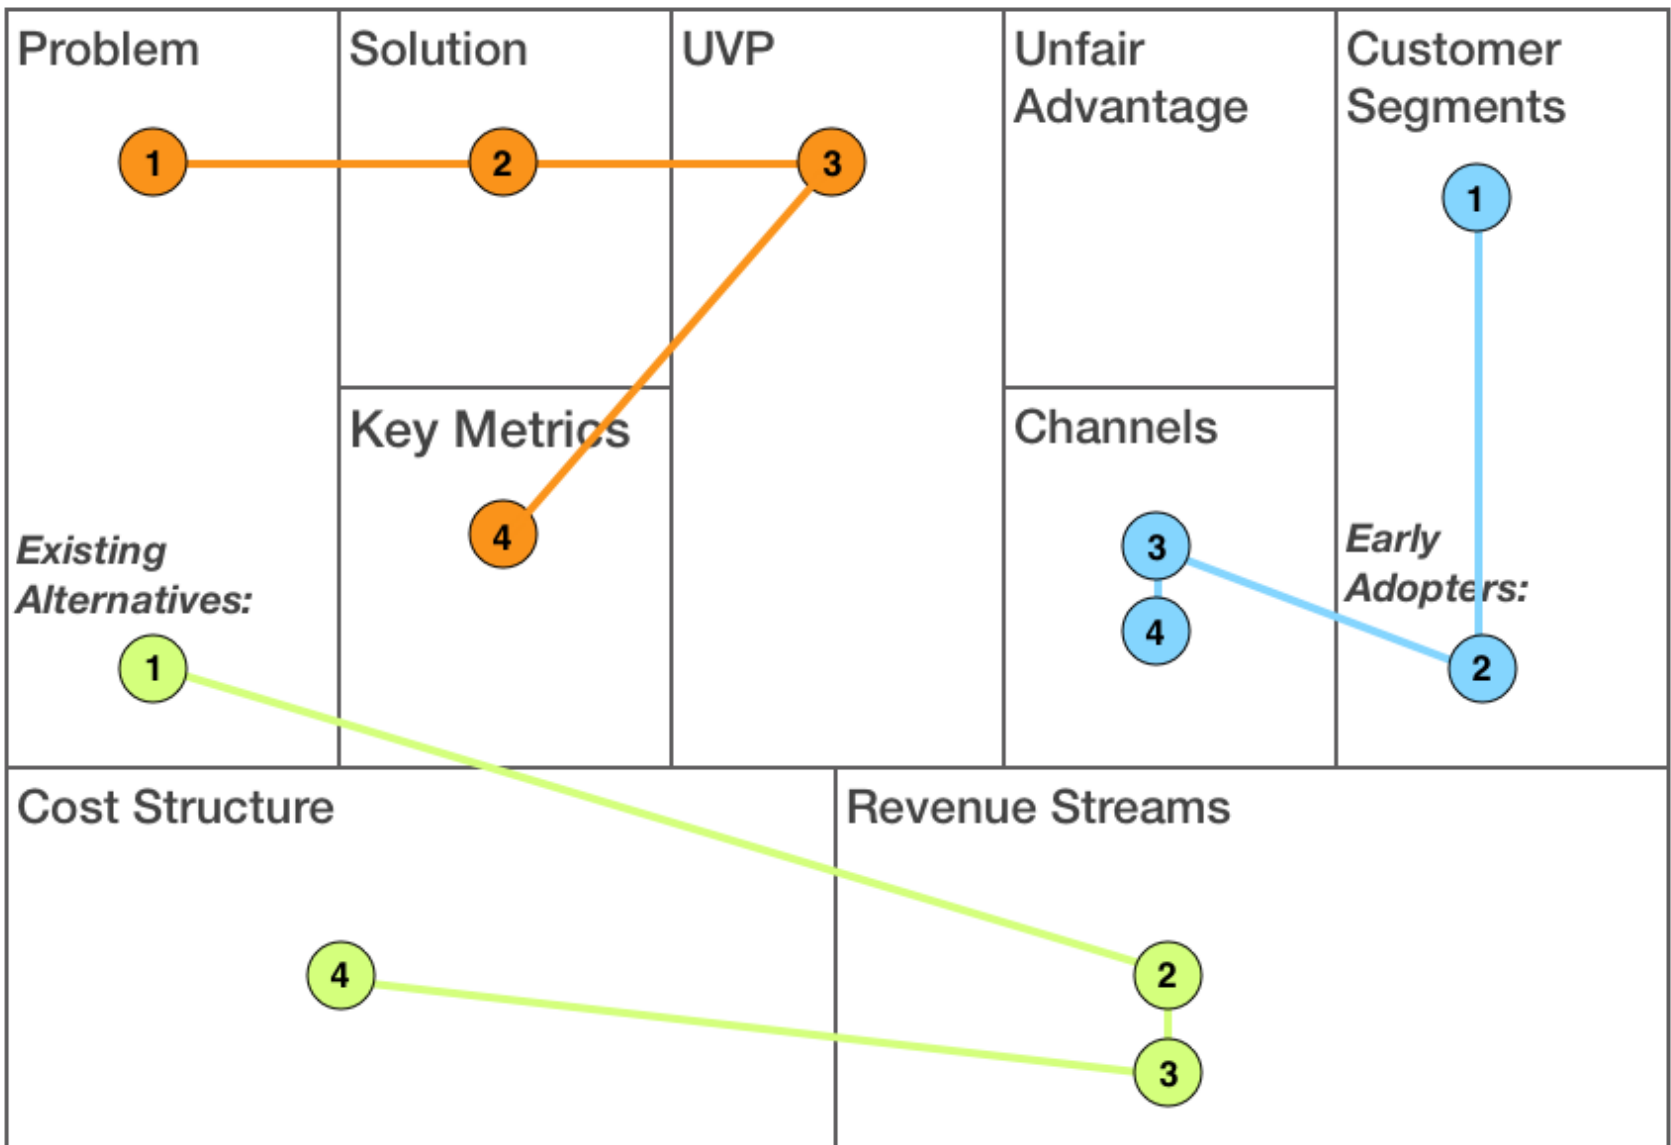 Problem
1
Existing
Alternatives:
1
Solution
2
Key Metrics
4
UVP
3
Unfair
Advantage
Channels
3
4
Customer
Segments
1
Early
Adopters:
2
Cost Structure
4
Revenue Streams
2
3